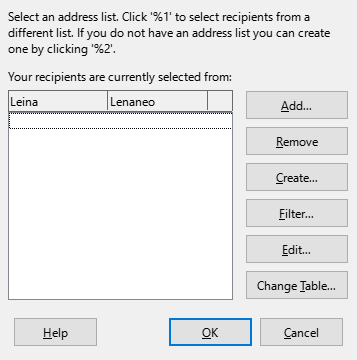 Select an address list. Click '%1' to select recipients from a
different list. If you do not have an address list you can create
one by clicking '%2'.
Your recipients are currently selected from:
Leina Lenaneo
Add...
Remove
Create...
Filter...
Edit...
Change Table...
Help OK Cancel